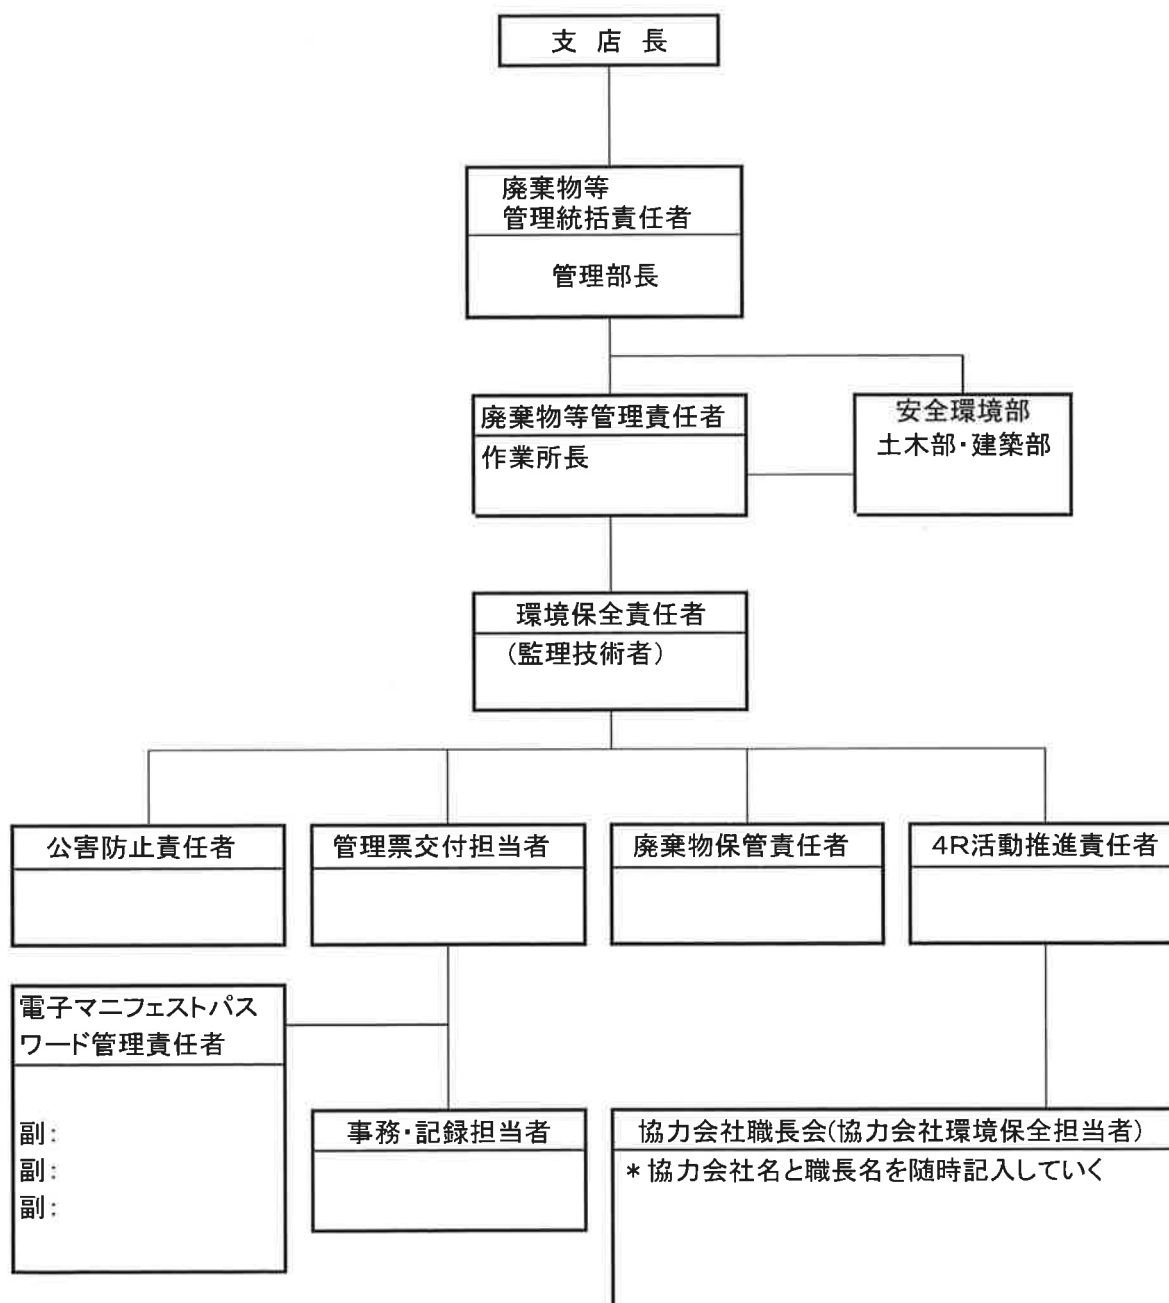 支 店 長
廃棄物等
管理統括責任者
管理部長
廃棄物等管理責任者
作業所長
安全環境部
土木部・建築部
環境保全責任者
(監理技術者)
公害防止責任者
管理票交付担当者
廃棄物保管責任者
4R活動推進責任者
電子マニフェストパス
ワード管理責任者
副：
副：
副：
事務・記録担当者
協力会社職長会(協力会社環境保全担当者)
＊協力会社名と職長名を随時記入していく